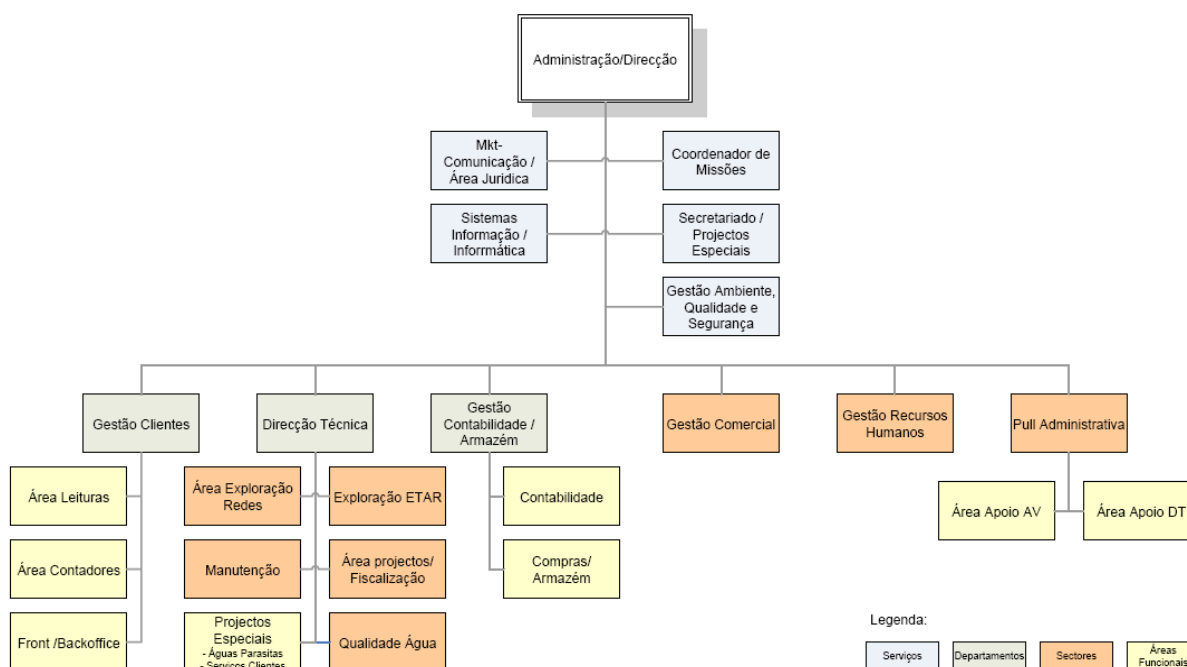 Administração/Direcção
Mkt-
Comunicação /
Área Juridica
Coordenador de
Missões
Sistemas
Informação /
Inforrmática
Secretariado /
Projectos
Especiais
Gestão Ambiente,
Qualidade e
Segurança
Gestão Clientes
Direcção Técnica
Gestão
Contabilidade /
Armazém
Gestão Comercial
Gestão Recursos
Humanos
Pull Administrativa
Área Leituras
Área Exploração
Redes
Exploração ETAR
Contabilidade
Área Apoio AV
Área Apoio DT
Área Contadores
Manutenção
Área projectos/
Fiscalização
Compras/
Armazém
Front /Backoffice
Projectos
Especiais
- Águas Parasitas
- Serviços Clientes
Qualidade Água
Legenda:
Serviços
Departamentos
Sectores
Áreas
Funcionais